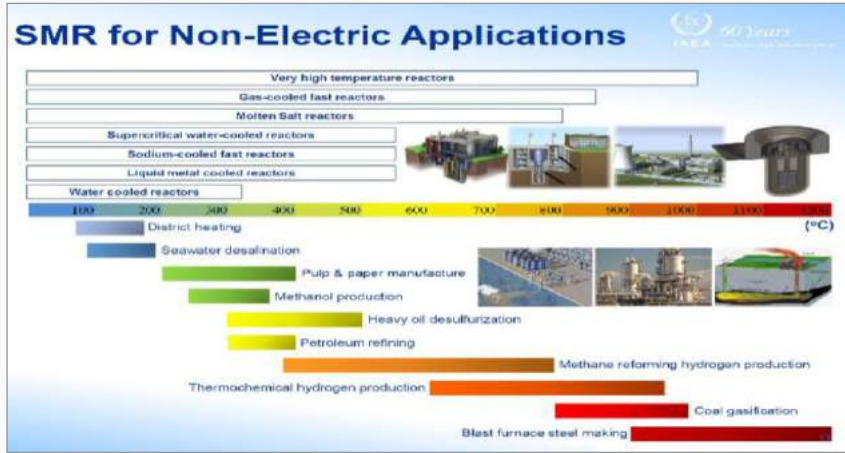 SMR for Non-Electric Applications
IAEA
60 Years
Very high temperature reactors
Gas-cooled fast reactors
Molten Salt reactors
Supercritical water-cooled reactors
Sodium-cooled fast reactors
Liquid metal cooled reactors
Water cooled reactors
100 200 300 400 500 600 700 800 900 1000 1100 1200
(°C)
District heating
Seawater desalination
Pulp & paper manufacture
Methanol production
Heavy oil desulfurization
Petroleum refining
Methane reforming hydrogen production
Thermochemical hydrogen production
Coal gasification
Blast furnace steel making